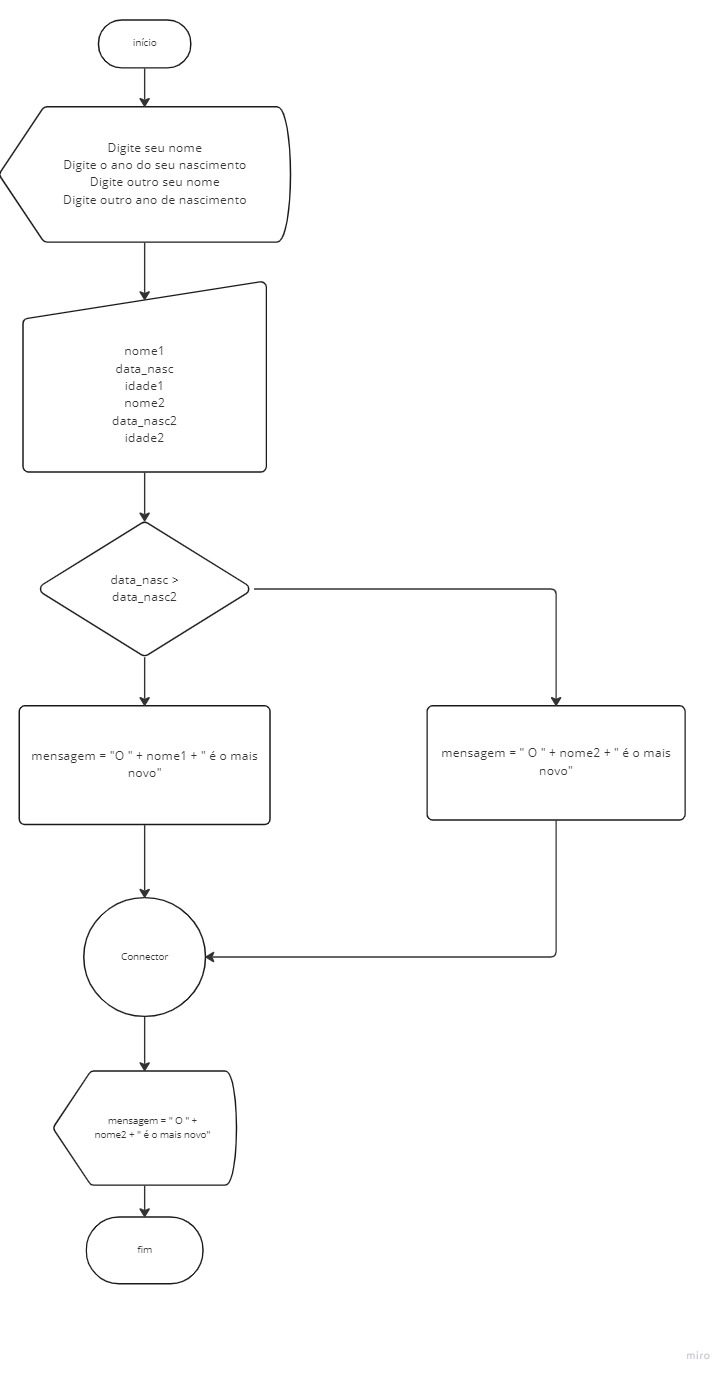 início
Digite seu nome
Digite o ano do seu nascimento
Digite outro seu nome
Digite outro ano de nascimento
nome1
data_nasc
idade1
nome2
data_nasc2
idade2
data_nasc >
data_nasc2
mensagem = "O " + nome1 + " é o mais
novo"
mensagem = " O " + nome2 + " é o mais
novo"
Connector
mensagem = " O " +
nome2 + " é o mais novo"
fim
miro